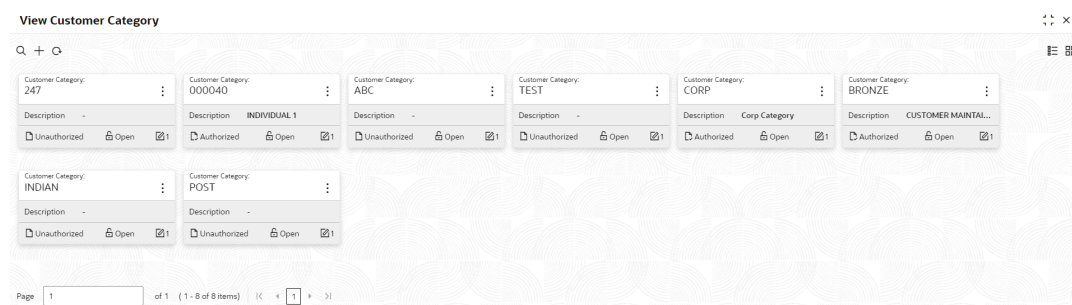 View Customer Category
Customer Category:
247
Description -
Unauthorized Open 1
Customer Category:
000040
Description INDIVIDUAL 1
Authorized Open 1
Customer Category:
ABC
Description -
Unauthorized Open 1
Customer Category:
TEST
Description -
Unauthorized Open 1
Customer Category:
CORP
Description Corp Category
Authorized Open 1
Customer Category:
BRONZE
Description CUSTOMER MAINTAI...
Authorized Open 1
Customer Category:
INDIAN
Description -
Unauthorized Open 1
Customer Category:
POST
Description -
Unauthorized Open 1
Page 1 of 1 (1 - 8 of 8 items) 1